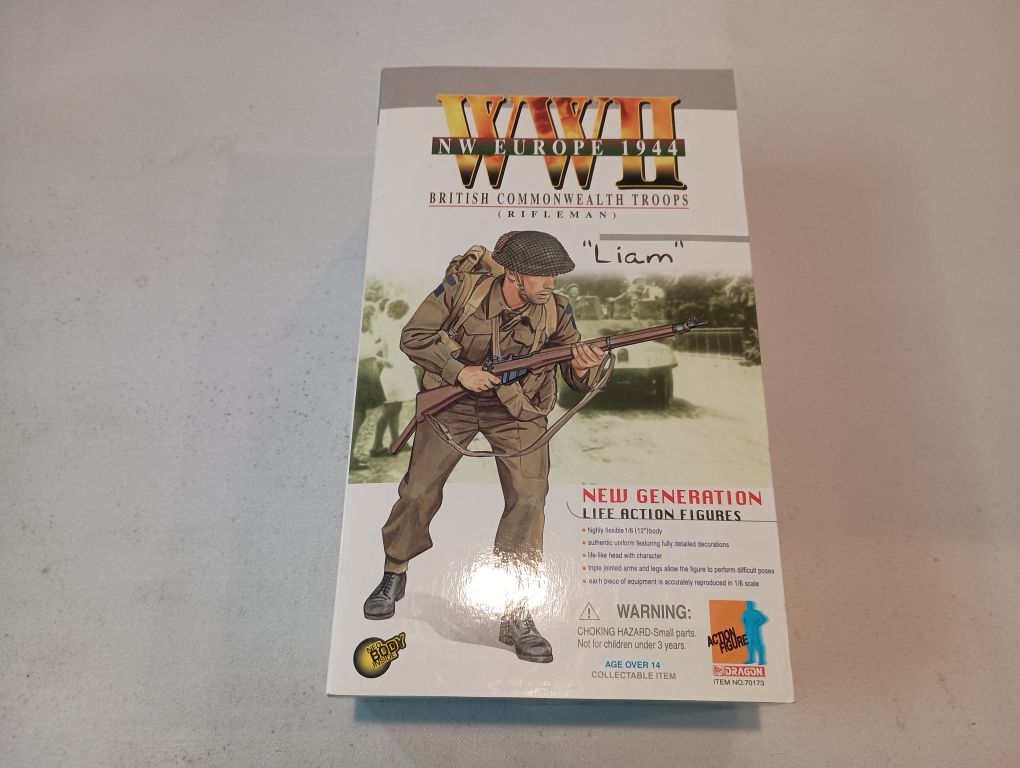 WWII
NW EUROPE 1944
BRITISH COMMONWEALTH TROOPS
(RIFLEMAN)
"Liam"
NEW GENERATION
LIFE ACTION FIGURES
highly flexible 1/6 (12")body
authentic uniform featuring fully detailed decorations
life-like head with character
triple jointed arms and legs allow the figure to perform difficult poses
each piece of equipment is accurately reproduced in 1/6 scale
WARNING:
CHOKING HAZARD-Small parts.
Not for children under 3 years.
AGE OVER 14
COLLECTABLE ITEM
NEO
BODY
INSIDE
ACTION
FIGURE
DRAGON
ITEM NO.70173